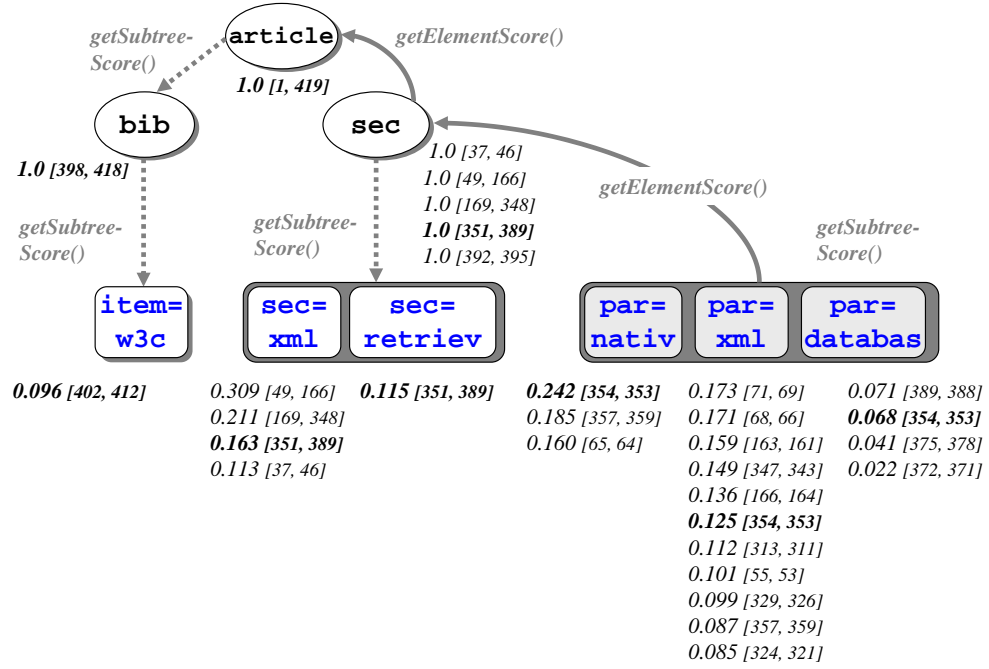 getSubtree-
Score()
article
getElementScore()
1.0 [1, 419]
bib
sec
1.0 [398, 418]
1.0 [37, 46]
1.0 [49, 166]
1.0 [169, 348]
1.0 [351, 389]
1.0 [392, 395]
getElementScore()
getSubtree-
Score()
getSubtree-
Score()
getSubtree-
Score()
item=
w3c
sec=
xml
sec=
retriev
par=
nativ
par=
xml
par=
databas
0.096 [402, 412]
0.309 [49, 166]
0.211 [169, 348]
0.163 [351, 389]
0.113 [37, 46]
0.115 [351, 389]
0.242 [354, 353]
0.185 [357, 359]
0.160 [65, 64]
0.173 [71, 69]
0.171 [68, 66]
0.159 [163, 161]
0.149 [347, 343]
0.136 [166, 164]
0.125 [354, 353]
0.112 [313, 311]
0.101 [55, 53]
0.099 [329, 326]
0.087 [357, 359]
0.085 [324, 321]
0.071 [389, 388]
0.068 [354, 353]
0.041 [375, 378]
0.022 [372, 371]